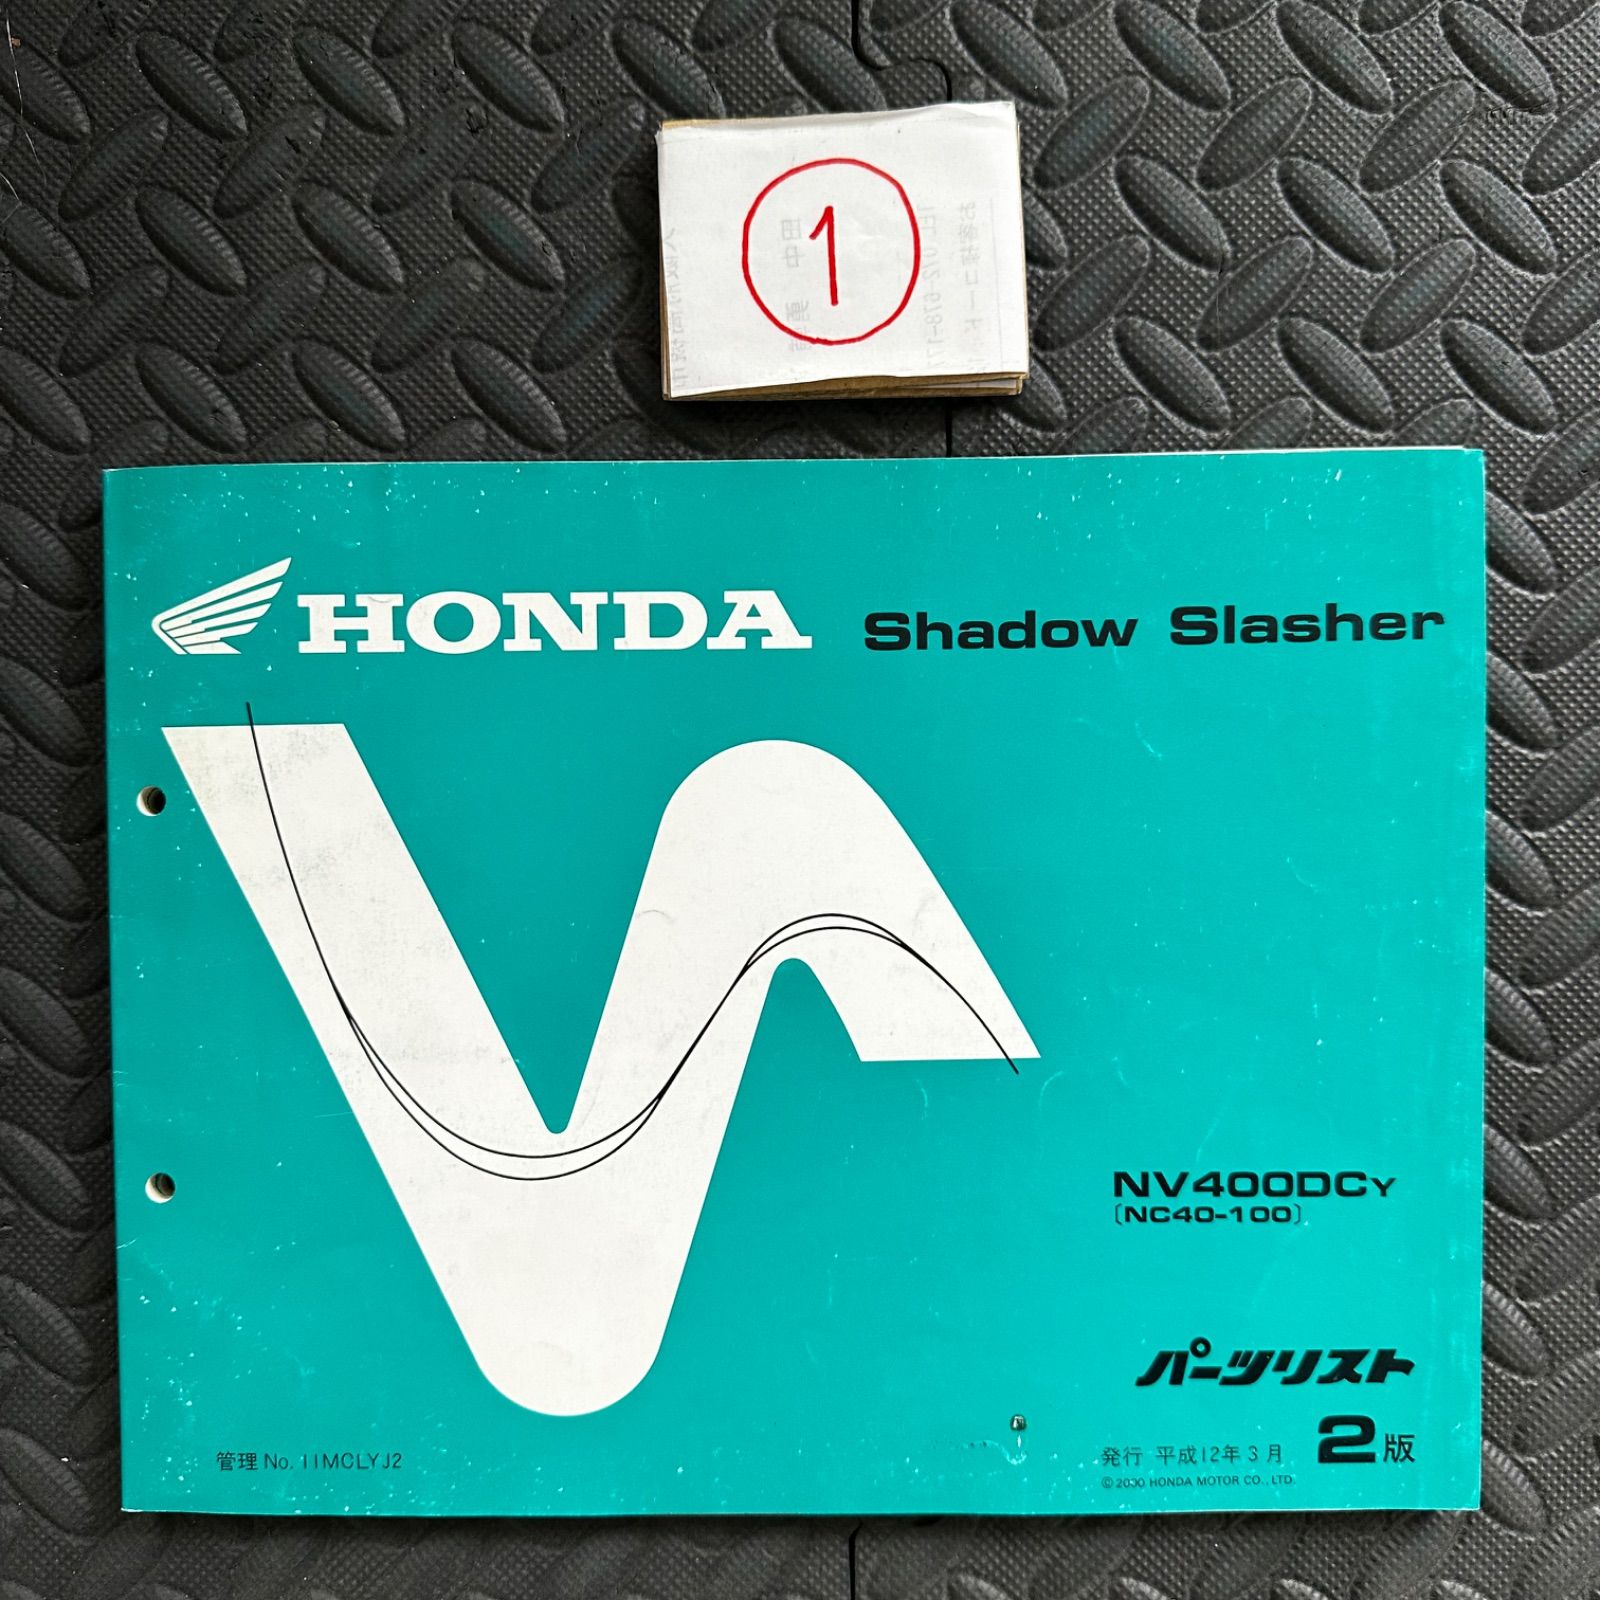 1
HONDA Shadow Slasher
NV400DCY
〔NC40-100〕
パーツリスト
2版
発行 平成12年3月
© 2000 HONDA MOTOR CO., LTD.
管理 No. 11MCLYJ2